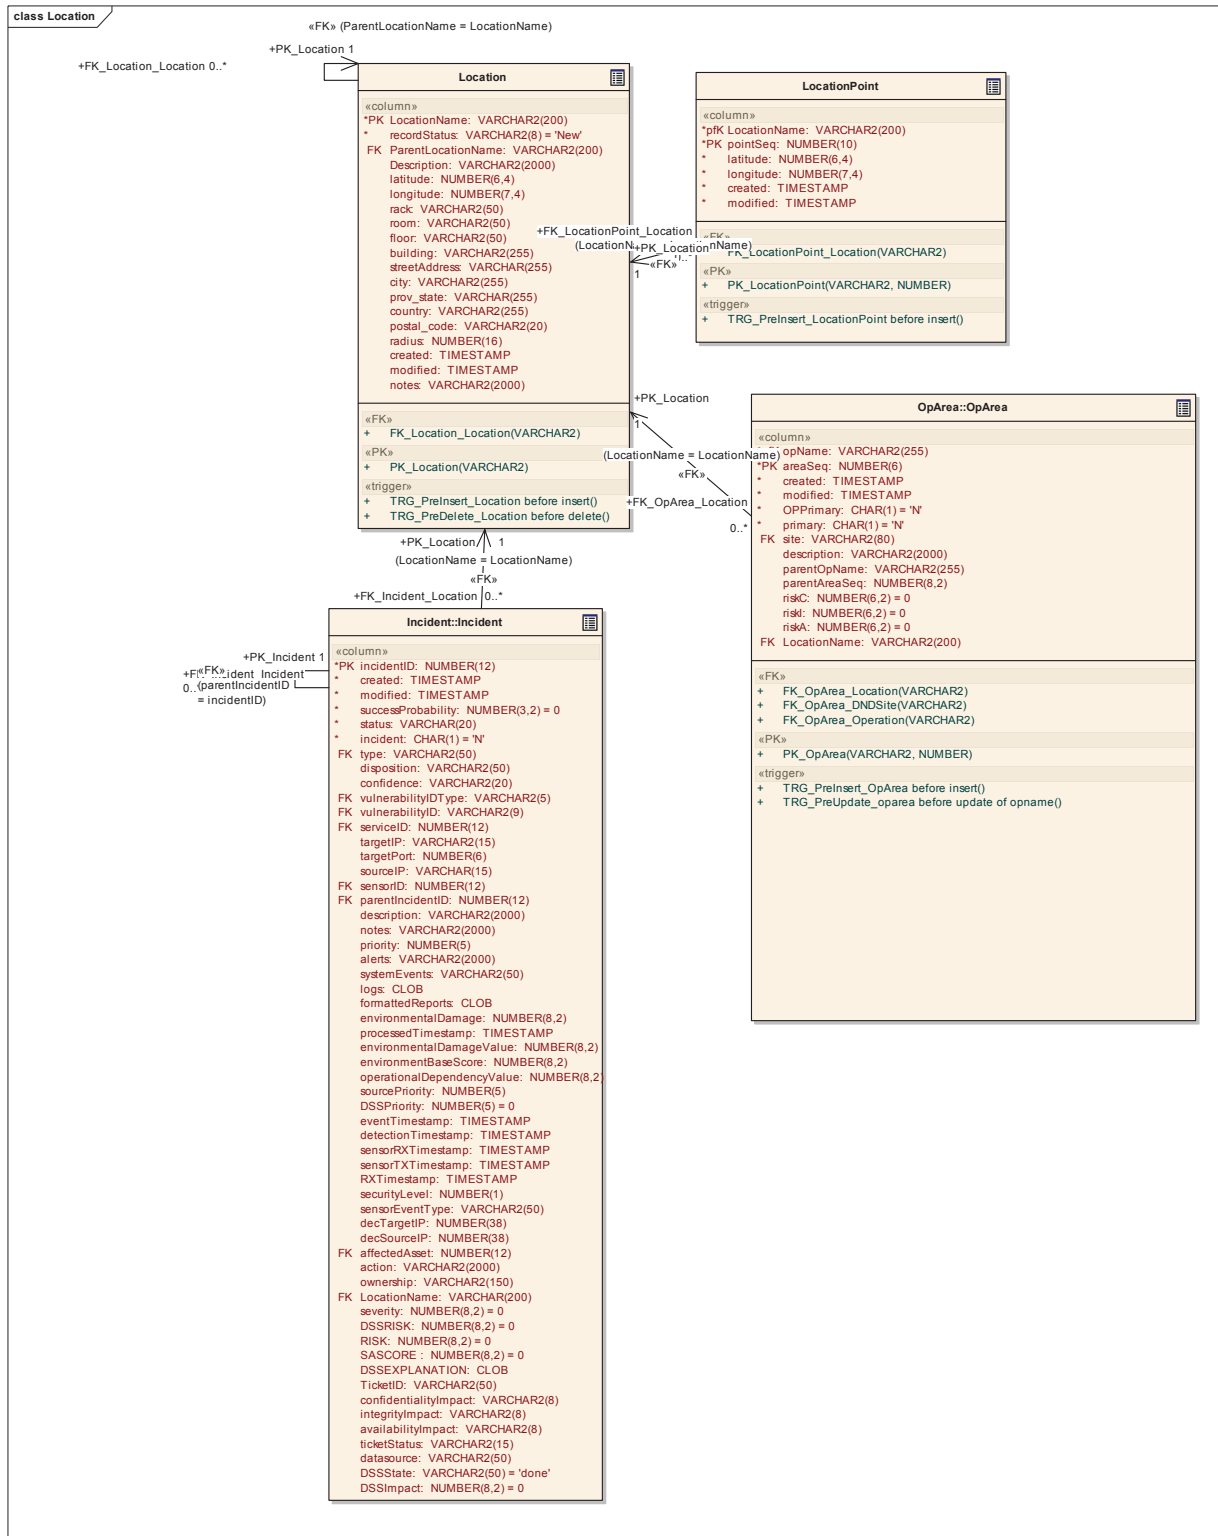 class Location
«FK» (ParentLocationName = LocationName)
+PK_Location 1
+FK_Location_Location 0..*
Location
«column»
*PK LocationName: VARCHAR2(200)
* recordStatus: VARCHAR2(8) = 'New'
FK ParentLocationName: VARCHAR2(200)
Description: VARCHAR2(2000)
latitude: NUMBER(6,4)
longitude: NUMBER(7,4)
rack: VARCHAR2(50)
room: VARCHAR2(50)
floor: VARCHAR2(50)
building: VARCHAR2(255)
streetAddress: VARCHAR(255)
city: VARCHAR2(255)
prov_state: VARCHAR(255)
country: VARCHAR2(255)
postal_code: VARCHAR2(20)
radius: NUMBER(16)
created: TIMESTAMP
modified: TIMESTAMP
notes: VARCHAR2(2000)
«FK»
+ FK_Location_Location(VARCHAR2)
«PK»
+ PK_Location(VARCHAR2)
«trigger»
+ TRG_PreInsert_Location before insert()
+ TRG_PreDelete_Location before delete()
LocationPoint
«column»
*pfK LocationName: VARCHAR2(200)
*PK pointSeq: NUMBER(10)
* latitude: NUMBER(6,4)
* longitude: NUMBER(7,4)
* created: TIMESTAMP
* modified: TIMESTAMP
«FK»
FK_LocationPoint_Location(VARCHAR2)
«PK»
+ PK_LocationPoint(VARCHAR2, NUMBER)
«trigger»
+ TRG_PreInsert_LocationPoint before insert()
+FK_LocationPoint_Location
+PK_Location
«FK»
1
OpArea::OpArea
«column»
opName: VARCHAR2(255)
*PK areaSeq: NUMBER(6)
* created: TIMESTAMP
* modified: TIMESTAMP
* OPPrimary: CHAR(1) = 'N'
* primary: CHAR(1) = 'N'
FK site: VARCHAR2(80)
description: VARCHAR2(2000)
parentOpName: VARCHAR2(255)
parentAreaSeq: NUMBER(8,2)
riskC: NUMBER(6,2) = 0
riskI: NUMBER(6,2) = 0
riskA: NUMBER(6,2) = 0
FK LocationName: VARCHAR2(200)
«FK»
+ FK_OpArea_Location(VARCHAR2)
+ FK_OpArea_DNDSite(VARCHAR2)
+ FK_OpArea_Operation(VARCHAR2)
«PK»
+ PK_OpArea(VARCHAR2, NUMBER)
«trigger»
+ TRG_PreInsert_OpArea before insert()
+ TRG_PreUpdate_oparea before update of opname()
+PK_Location
1
(LocationName = LocationName)
«FK»
+FK_OpArea_Location
0..*
+PK_Location 1
(LocationName = LocationName)
«FK»
+FK_Incident_Location 0..*
+PK_Incident 1
«FK»
(parentIncidentID
= incidentID)
Incident::Incident
«column»
*PK incidentID: NUMBER(12)
* created: TIMESTAMP
* modified: TIMESTAMP
* successProbability: NUMBER(3,2) = 0
* status: VARCHAR(20)
* incident: CHAR(1) = 'N'
FK type: VARCHAR2(50)
disposition: VARCHAR2(50)
confidence: VARCHAR2(20)
FK vulnerabilityIDType: VARCHAR2(5)
FK vulnerabilityID: VARCHAR2(9)
FK serviceID: NUMBER(12)
targetIP: VARCHAR2(15)
targetPort: NUMBER(6)
sourceIP: VARCHAR(15)
FK sensorID: NUMBER(12)
FK parentIncidentID: NUMBER(12)
description: VARCHAR2(2000)
notes: VARCHAR2(2000)
priority: NUMBER(5)
alerts: VARCHAR2(2000)
systemEvents: VARCHAR2(50)
logs: CLOB
formattedReports: CLOB
environmentalDamage: NUMBER(8,2)
processedTimestamp: TIMESTAMP
environmentalDamageValue: NUMBER(8,2)
environmentBaseScore: NUMBER(8,2)
operationalDependencyValue: NUMBER(8,2)
sourcePriority: NUMBER(5)
DSSPriority: NUMBER(5) = 0
eventTimestamp: TIMESTAMP
detectionTimestamp: TIMESTAMP
sensorRXTimestamp: TIMESTAMP
sensorTXTimestamp: TIMESTAMP
RXTimestamp: TIMESTAMP
securityLevel: NUMBER(1)
sensorEventType: VARCHAR2(50)
decTargetIP: NUMBER(38)
decSourceIP: NUMBER(38)
FK affectedAsset: NUMBER(12)
action: VARCHAR2(2000)
ownership: VARCHAR2(150)
FK LocationName: VARCHAR(200)
severity: NUMBER(8,2) = 0
DSSRISK: NUMBER(8,2) = 0
RISK: NUMBER(8,2) = 0
SASCORE : NUMBER(8,2) = 0
DSSEXPLANATION: CLOB
TicketID: VARCHAR2(50)
confidentialityImpact: VARCHAR2(8)
integrityImpact: VARCHAR2(8)
availabilityImpact: VARCHAR2(8)
ticketStatus: VARCHAR2(15)
datasource: VARCHAR2(50)
DSSState: VARCHAR2(50) = 'done'
DSSImpact: NUMBER(8,2) = 0